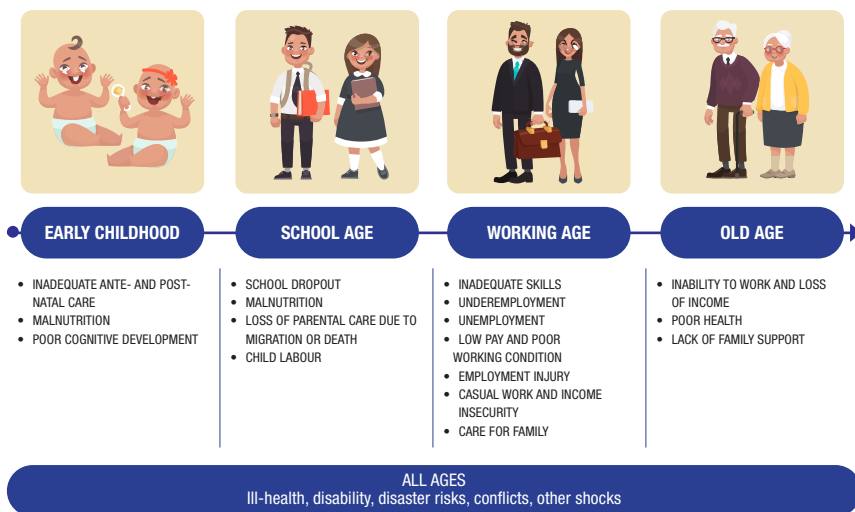 EARLY CHILDHOOD
SCHOOL AGE
WORKING AGE
OLD AGE
• INADEQUATE ANTE- AND POST-
NATAL CARE
• MALNUTRITION
• POOR COGNITIVE DEVELOPMENT
• SCHOOL DROPOUT
• MALNUTRITION
• LOSS OF PARENTAL CARE DUE TO
MIGRATION OR DEATH
• CHILD LABOUR
• INADEQUATE SKILLS
• UNDEREMPLOYMENT
• UNEMPLOYMENT
• LOW PAY AND POOR
WORKING CONDITION
• EMPLOYMENT INJURY
• CASUAL WORK AND INCOME
INSECURITY
• CARE FOR FAMILY
• INABILITY TO WORK AND LOSS
OF INCOME
• POOR HEALTH
• LACK OF FAMILY SUPPORT
ALL AGES
Ill-health, disability, disaster risks, conflicts, other shocks